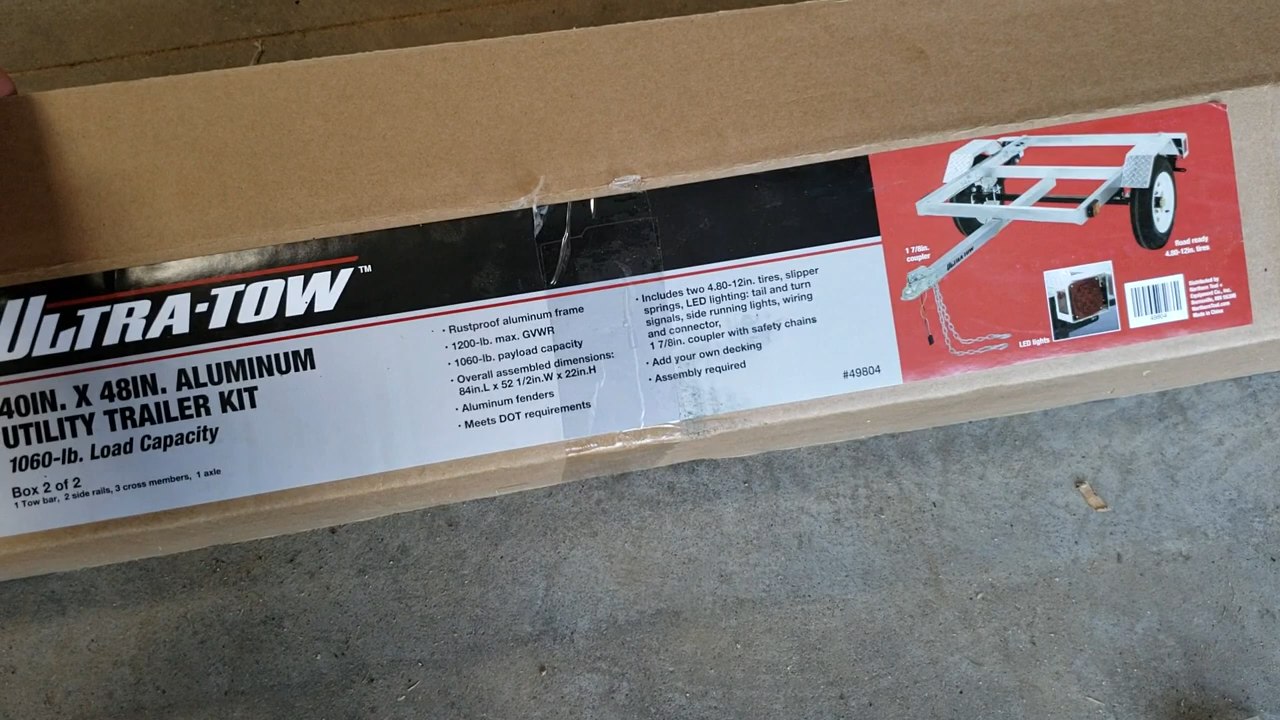 ULTRA-TOW™
40IN. X 48IN. ALUMINUM
UTILITY TRAILER KIT
1060-lb. Load Capacity
Box 2 of 2
1 Tow bar, 2 side rails, 3 cross members, 1 axle
· Rustproof aluminum frame
· 1200-lb. max. GVWR
· 1060-lb. payload capacity
· Overall assembled dimensions:
84in.L x 52 1/2in.W x 22in.H
· Aluminum fenders
· Meets DOT requirements
· Includes two 4.80-12in. tires, slipper
springs, LED lighting: tail and turn
signals, side running lights, wiring
and connector,
1 7/8in. coupler with safety chains
· Add your own decking
· Assembly required
#49804
1 7/8in.
coupler
ULTRA-TOW
Road ready
4.80-12in. tires
LED lights
49804
Distributed by
Northern Tool +
Equipment Co., Inc.
Burnsville, MN 55306
NorthernTool.com
Made in China